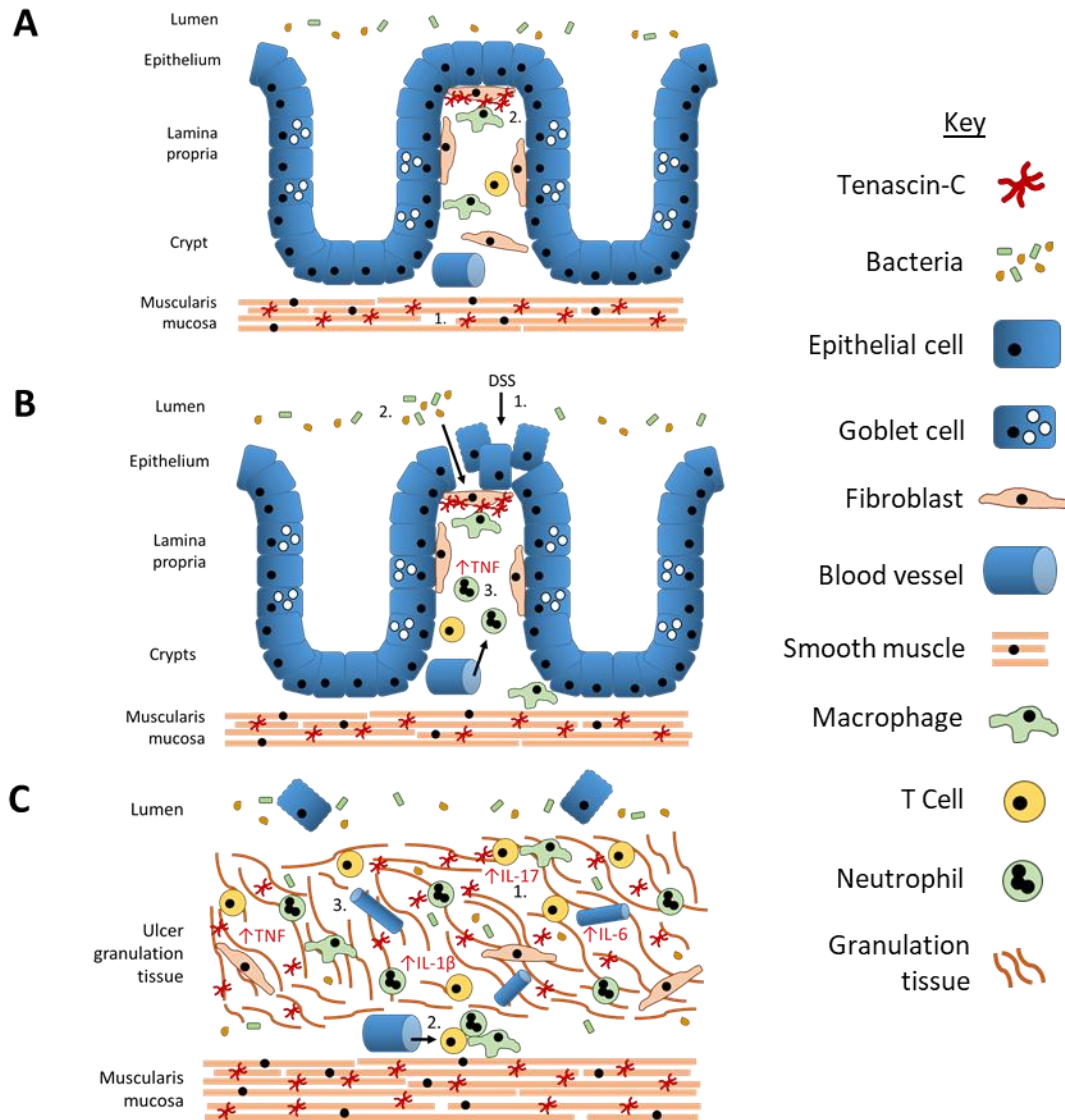 A
Lumen
Epithelium
Lamina
propria
2.
Crypt
Muscularis
mucosa
1.
B
DSS
Lumen
2.
1.
Epithelium
Lamina
propria
↑TNF
3.
Crypts
Muscularis
mucosa
C
Lumen
↑IL-17
1.
3.
↑TNF
↑IL-6
Ulcer
granulation
tissue
↑IL-1β
2.
Muscularis
mucosa
Key
Tenascin-C
Bacteria
Epithelial cell
Goblet cell
Fibroblast
Blood vessel
Smooth muscle
Macrophage
T Cell
Neutrophil
Granulation
tissue